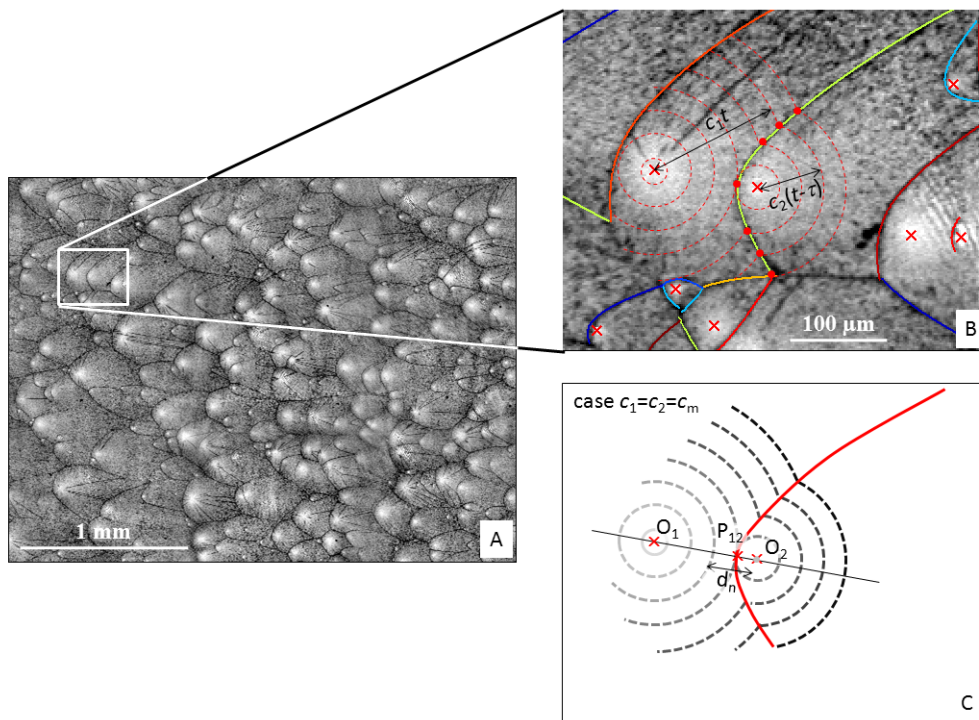 1 mm
A
c₁t
c₂(t-τ)
100 µm
B
case c₁=c₂=cₘ
O₁
P₁₂
O₂
dₙ
C